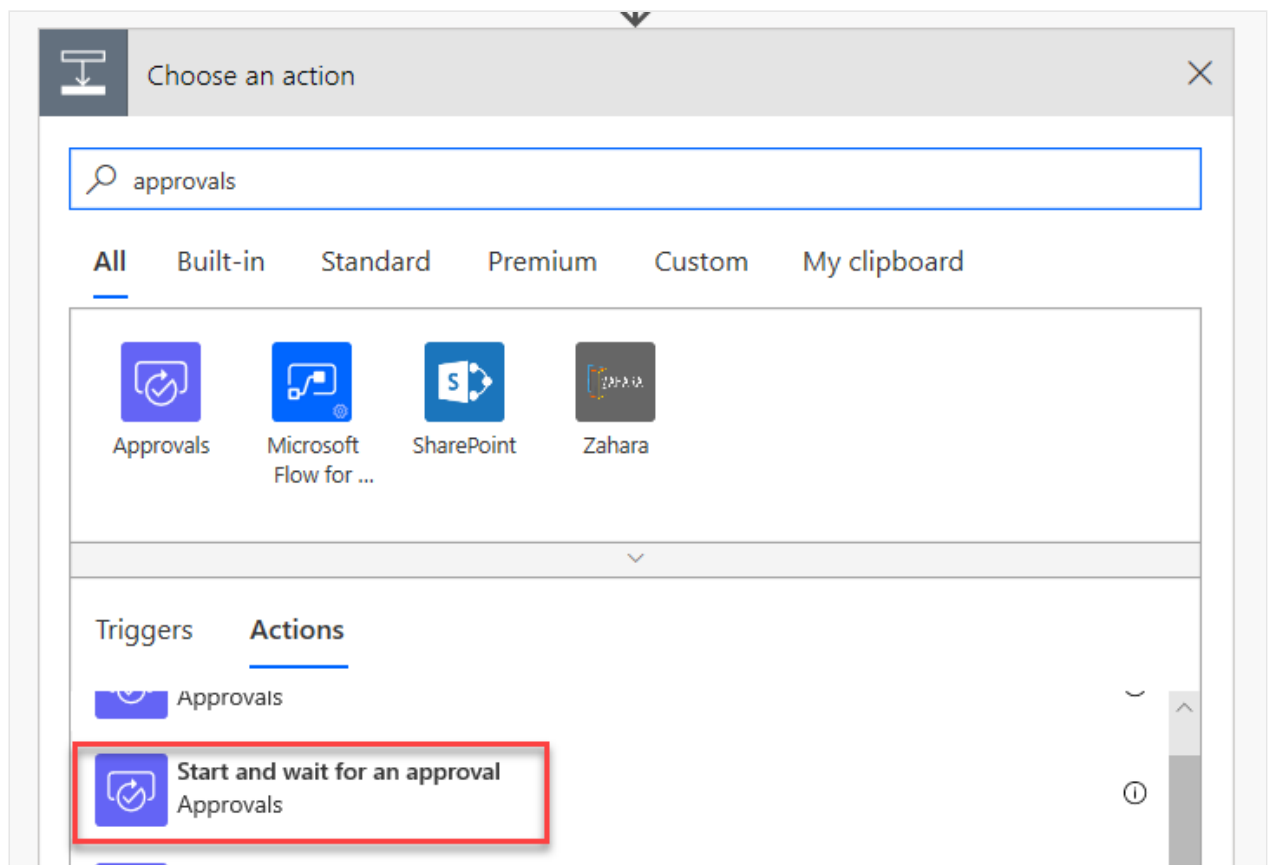 Choose an action
approvals
All Built-in Standard Premium Custom My clipboard
Approvals Microsoft Flow for ... SharePoint Zahara
S
ZAHARA
Triggers Actions
Approvals
Start and wait for an approval
Approvals